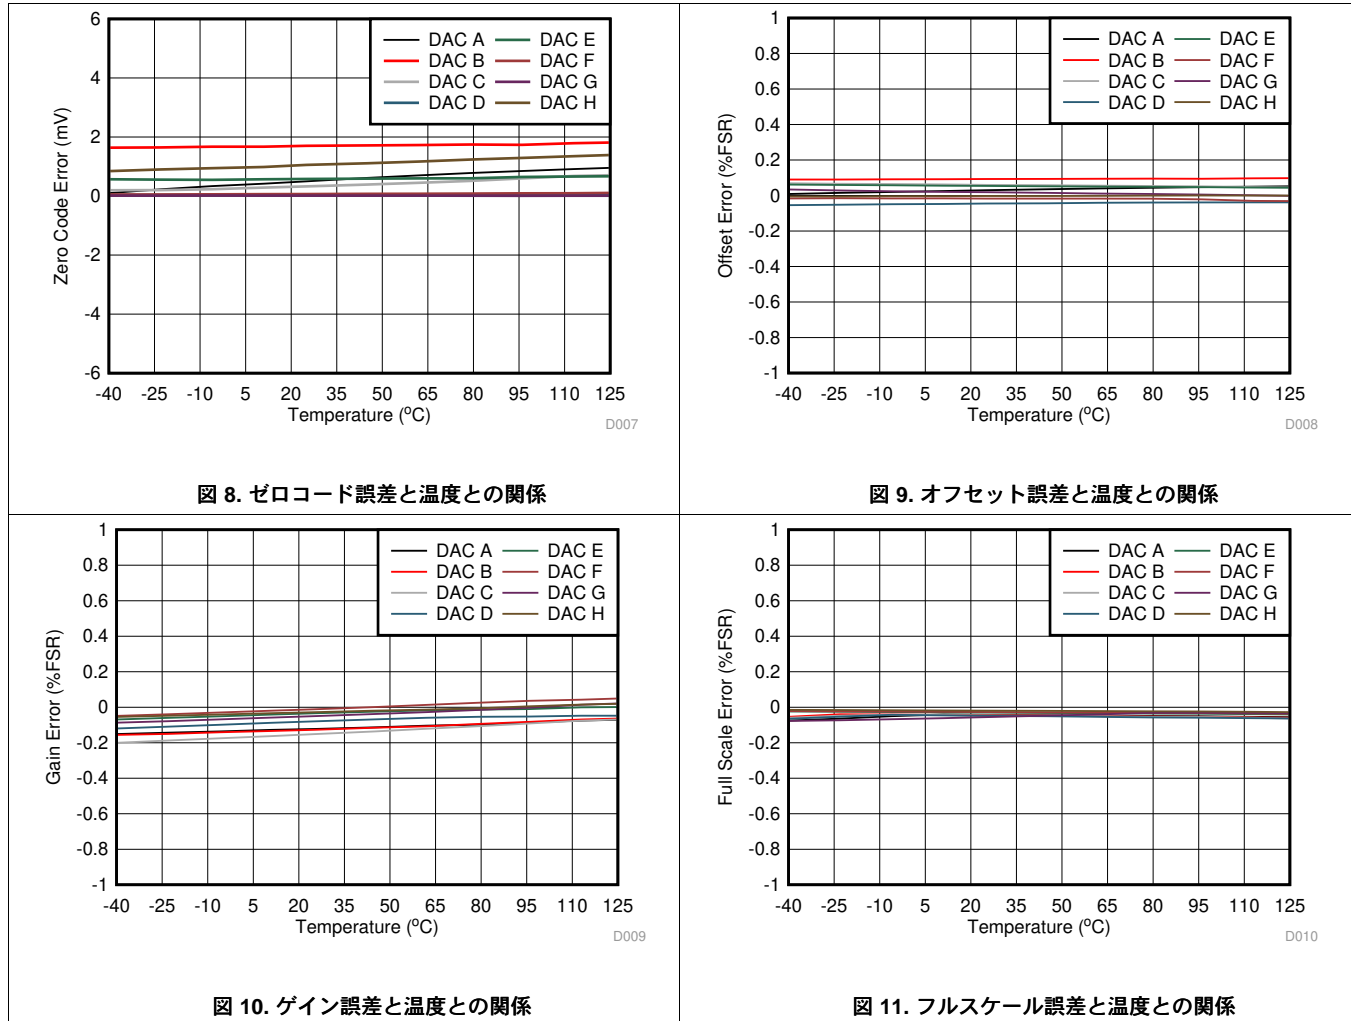 6
4
2
0
-2
-4
-6
Zero Code Error (mV)
DAC A
DAC B
DAC C
DAC D
DAC E
DAC F
DAC G
DAC H
-40 -25 -10 5 20 35 50 65 80 95 110 125
Temperature (ºC)
D007
図 8. ゼロコード誤差と温度との関係
1
0.8
0.6
0.4
0.2
0
-0.2
-0.4
-0.6
-0.8
-1
Offset Error (%FSR)
DAC A
DAC B
DAC C
DAC D
DAC E
DAC F
DAC G
DAC H
-40 -25 -10 5 20 35 50 65 80 95 110 125
Temperature (ºC)
D008
図 9. オフセット誤差と温度との関係
1
0.8
0.6
0.4
0.2
0
-0.2
-0.4
-0.6
-0.8
-1
Gain Error (%FSR)
DAC A
DAC B
DAC C
DAC D
DAC E
DAC F
DAC G
DAC H
-40 -25 -10 5 20 35 50 65 80 95 110 125
Temperature (ºC)
D009
図 10. ゲイン誤差と温度との関係
1
0.8
0.6
0.4
0.2
0
-0.2
-0.4
-0.6
-0.8
-1
Full Scale Error (%FSR)
DAC A
DAC B
DAC C
DAC D
DAC E
DAC F
DAC G
DAC H
-40 -25 -10 5 20 35 50 65 80 95 110 125
Temperature (ºC)
D010
図 11. フルスケール誤差と温度との関係